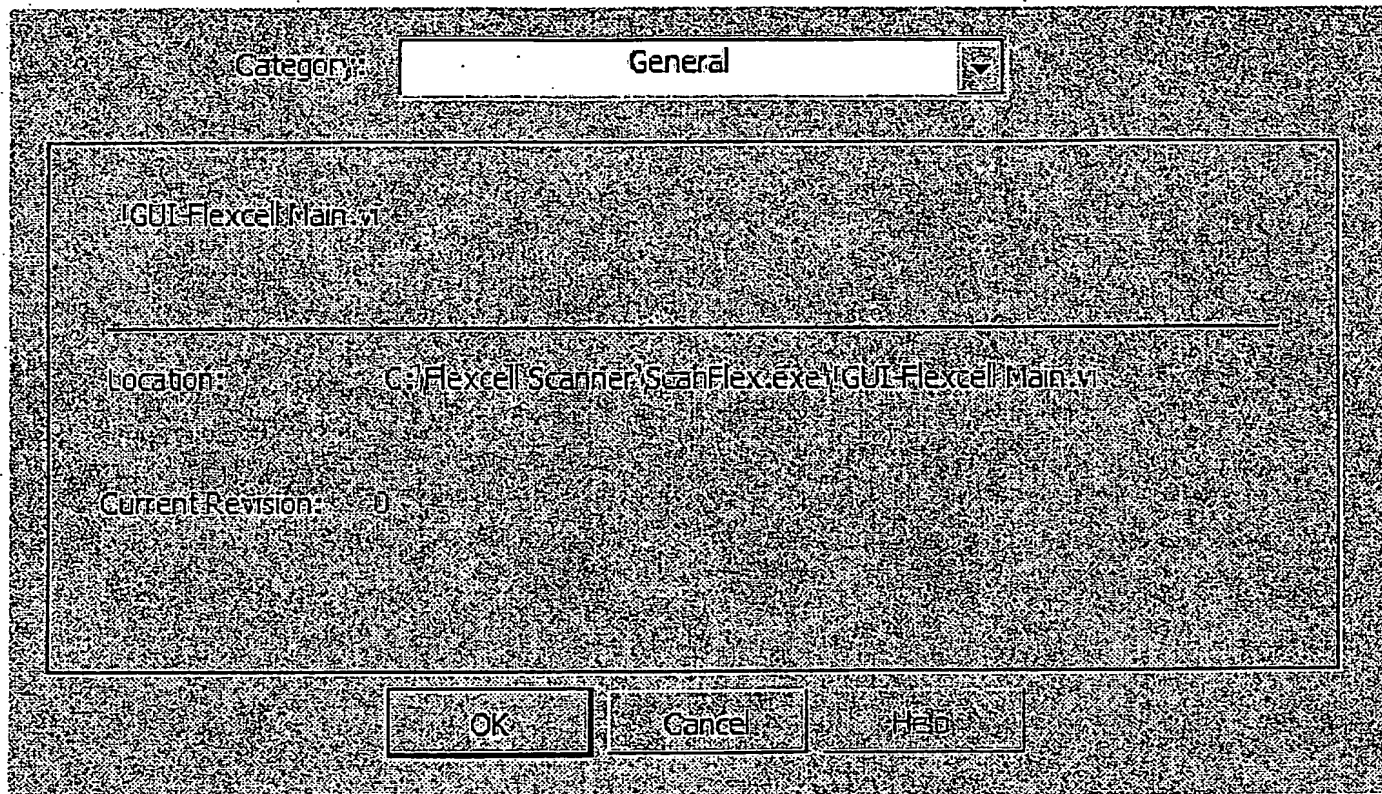 Category: General
!GUI-Flexcell Main.vi
Location: C:\Flexcell Scanner\ScanFlex.exe\!GUI-Flexcell Main.vi
Current Revision: 0
OK Cancel Help